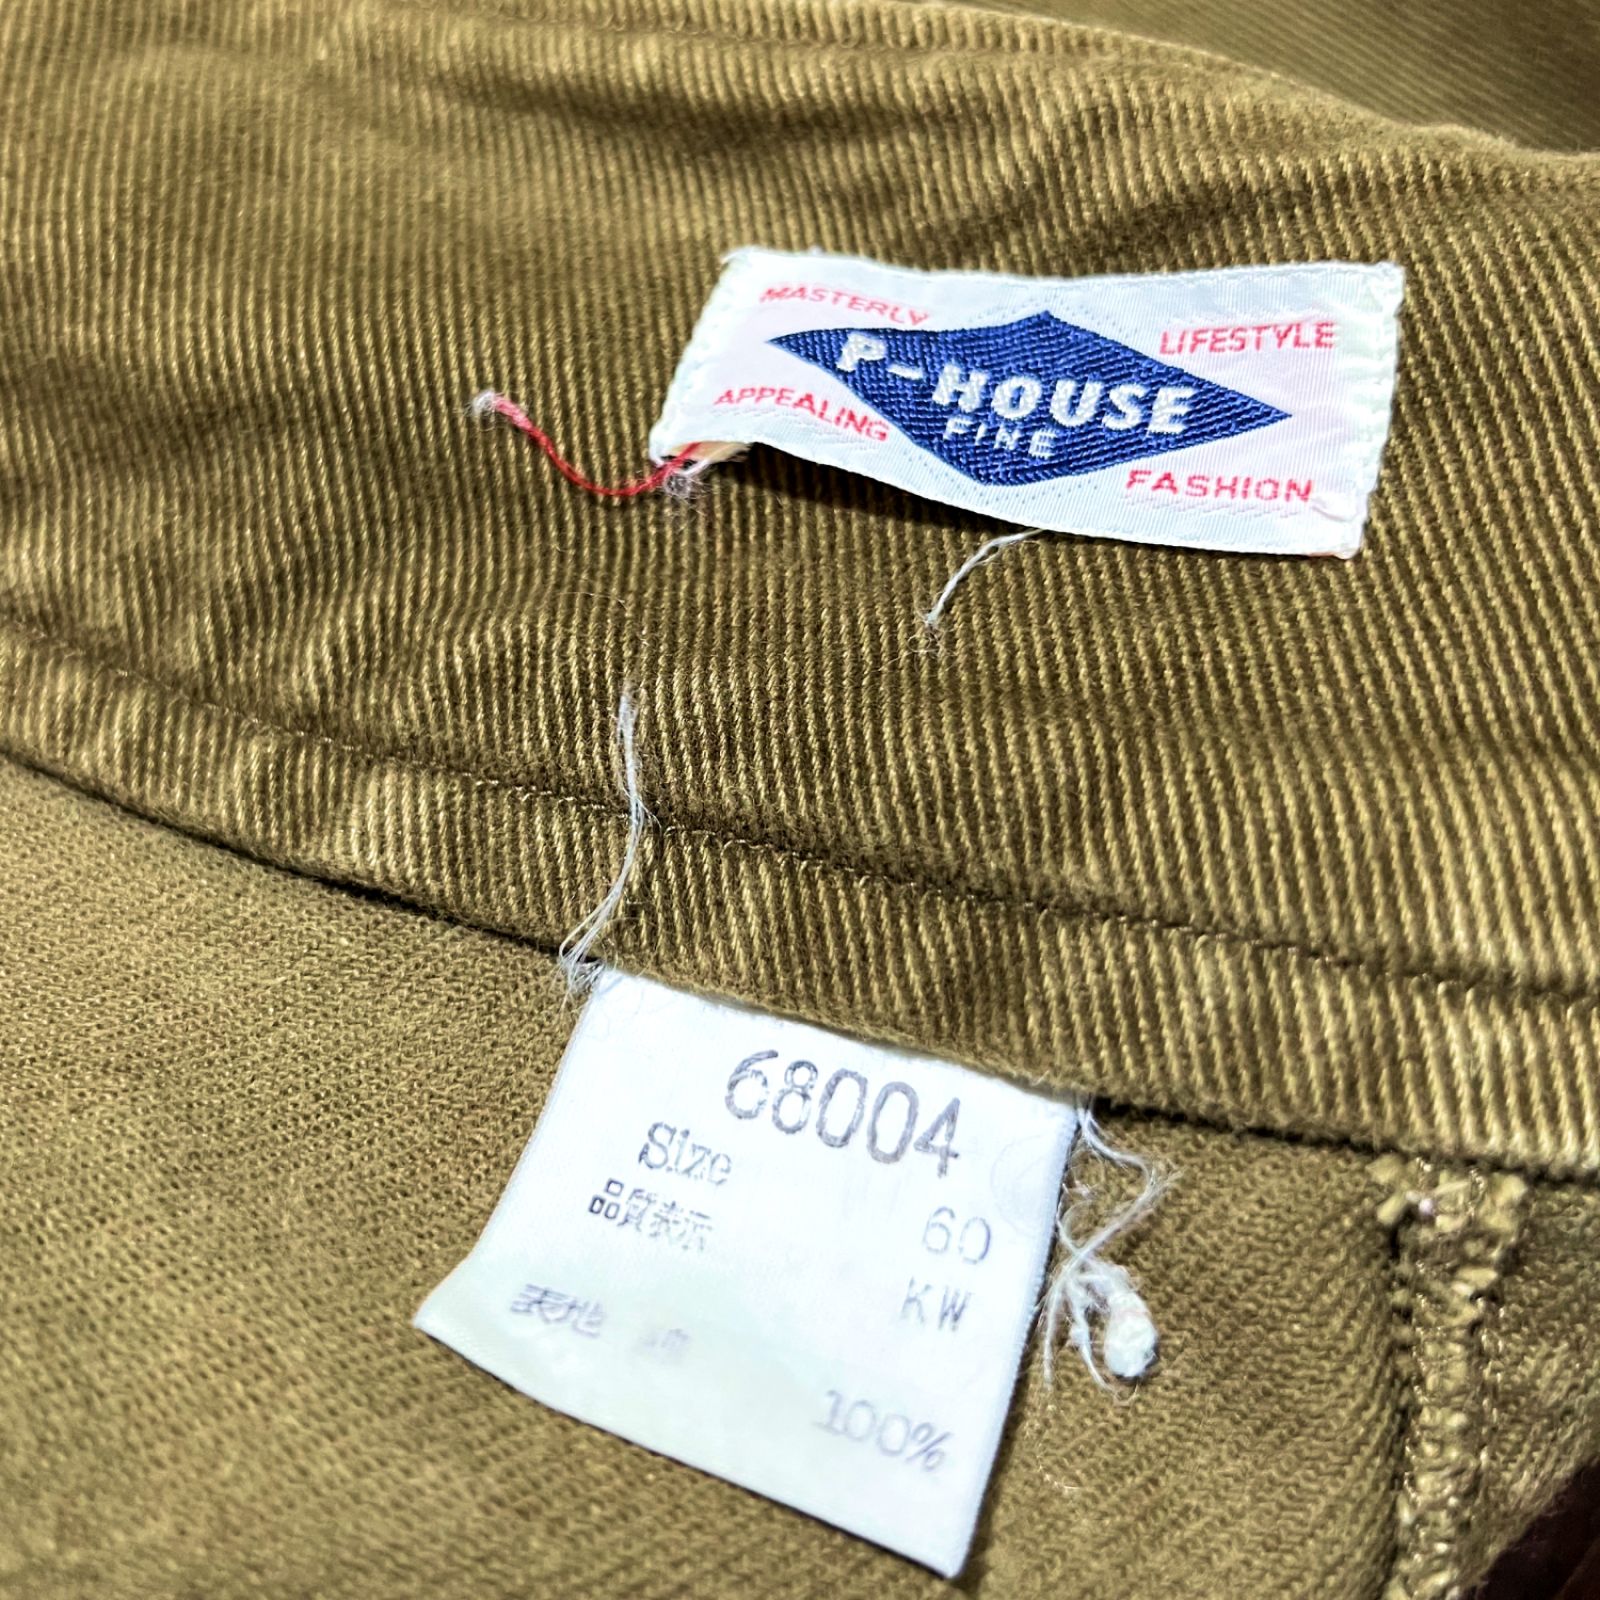 MASTERLY LIFESTYLE
P-HOUSE
FINE
APPEALING FASHION
68004
Size 60
品質表示 KW
表地
100%